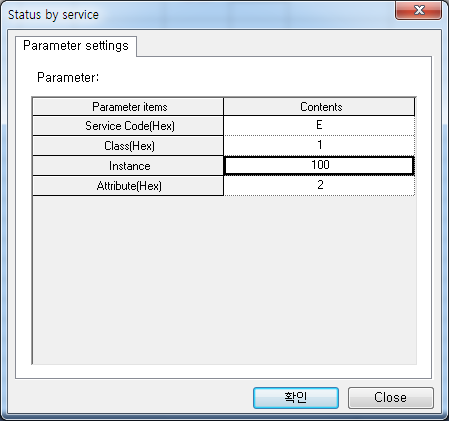 Status by service
Parameter settings
Parameter:
Parameter items Contents
Service Code(Hex) E
Class(Hex) 1
Instance 100
Attribute(Hex) 2
확인 Close